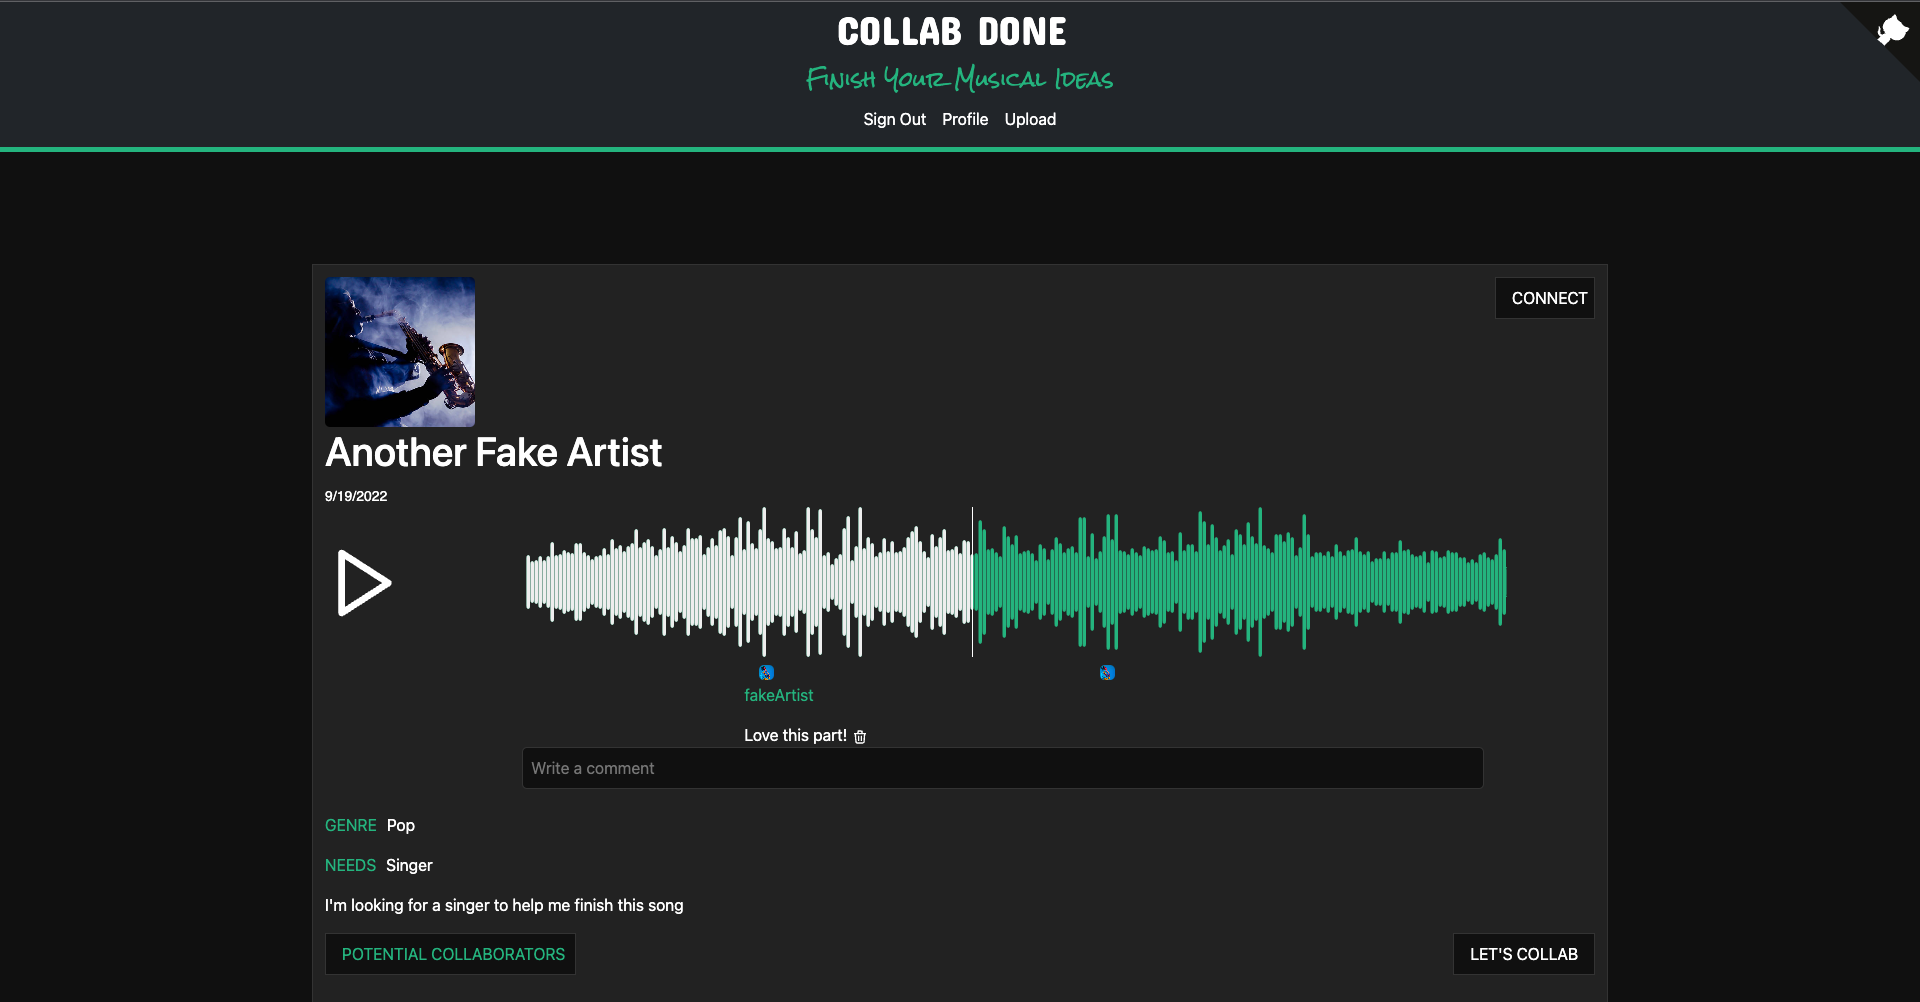 COLLAB DONE
Finish Your Musical Ideas
Sign Out Profile Upload
CONNECT
Another Fake Artist
9/19/2022
fakeArtist
Love this part!
Write a comment
GENRE Pop
NEEDS Singer
I'm looking for a singer to help me finish this song
POTENTIAL COLLABORATORS LET'S COLLAB